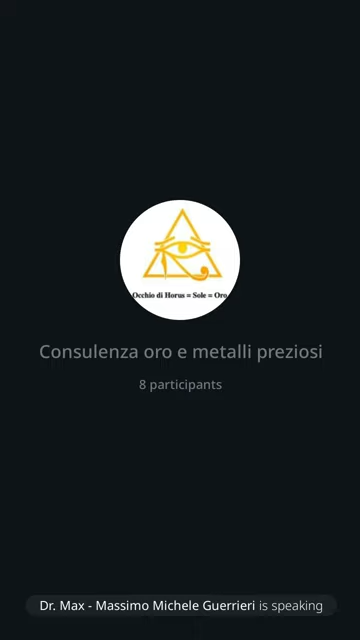 Occhio di Horus = Sole = Oro
Consulenza oro e metalli preziosi
8 participants
Dr. Max - Massimo Michele Guerrieri is speaking